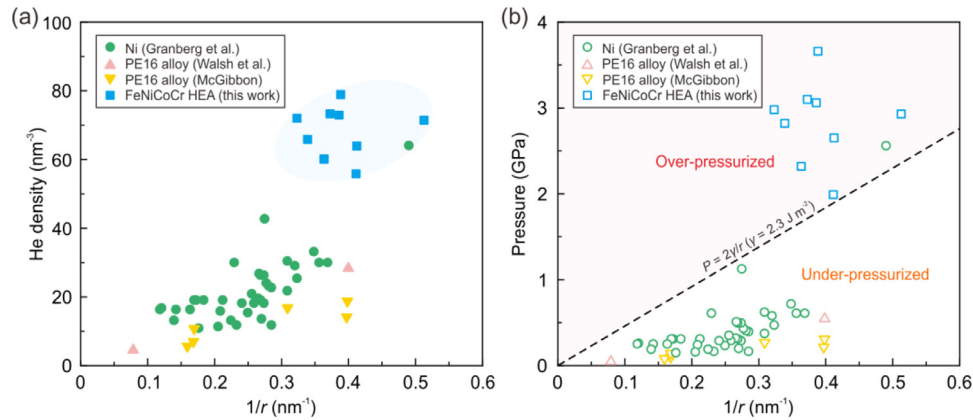 (a)
100
80
60
40
20
0
He density (nm⁻³)
Ni (Granberg et al.)
PE16 alloy (Walsh et al.)
PE16 alloy (McGibbon)
FeNiCoCr HEA (this work)
0 0.1 0.2 0.3 0.4 0.5 0.6
1/r (nm⁻¹)
(b)
4
3
2
1
0
Pressure (GPa)
Ni (Granberg et al.)
PE16 alloy (Walsh et al.)
PE16 alloy (McGibbon)
FeNiCoCr HEA (this work)
Over-pressurized
P = 2γ/r (γ = 2.3 J m⁻²)
Under-pressurized
0 0.1 0.2 0.3 0.4 0.5 0.6
1/r (nm⁻¹)